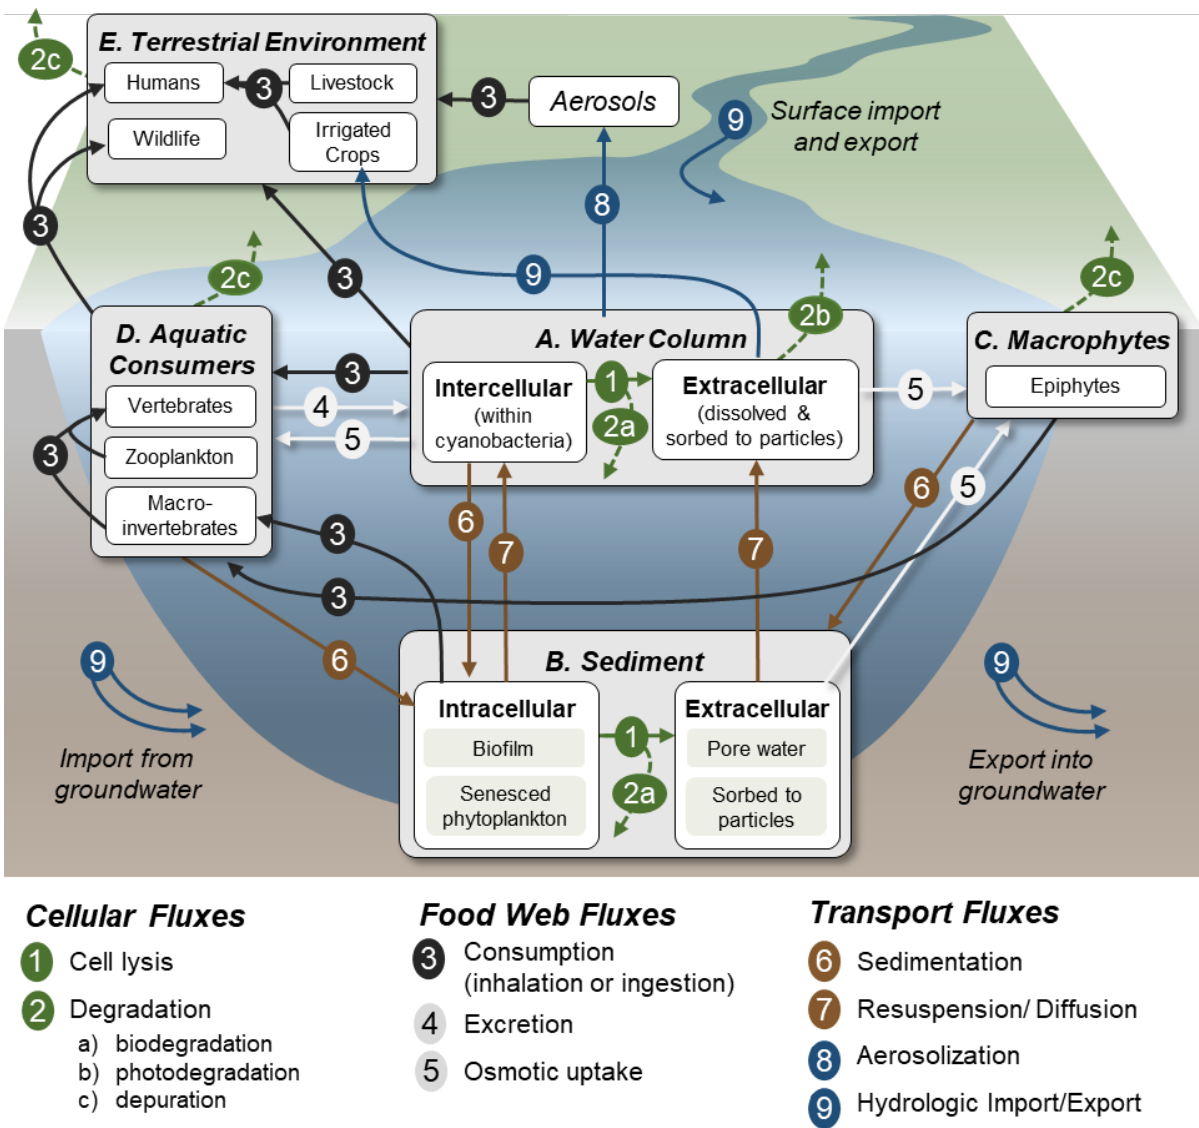 2c
E. Terrestrial Environment
Humans
3
Livestock
Wildlife
Irrigated
Crops
3
Aerosols
9
Surface import
and export
3
8
3
9
2c
2b
2c
D. Aquatic
Consumers
Vertebrates
Zooplankton
Macro-
invertebrates
3
3
4
5
A. Water Column
Intercellular
(within
cyanobacteria)
1
2a
Extracellular
(dissolved &
sorbed to particles)
5
C. Macrophytes
Epiphytes
6
5
6
7
7
3
3
6
9
Import from
groundwater
B. Sediment
Intracellular
Biofilm
Senesced
phytoplankton
1
2a
Extracellular
Pore water
Sorbed to
particles
9
Export into
groundwater
Cellular Fluxes
1 Cell lysis
2 Degradation
a) biodegradation
b) photodegradation
c) depuration
Food Web Fluxes
3 Consumption
(inhalation or ingestion)
4 Excretion
5 Osmotic uptake
Transport Fluxes
6 Sedimentation
7 Resuspension/ Diffusion
8 Aerosolization
9 Hydrologic Import/Export